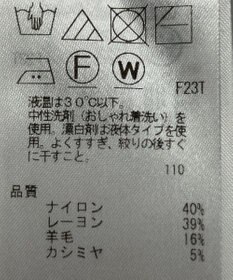 F
W
F23T
液温は30℃以下。
中性洗剤(おしゃれ着洗い)を
使用。漂白剤は液体タイプを使
用。よくすすぎ、絞りの後すぐ
に干すこと。
110
品質
ナイロン 40%
レーヨン 39%
羊毛 16%
カシミヤ 5%